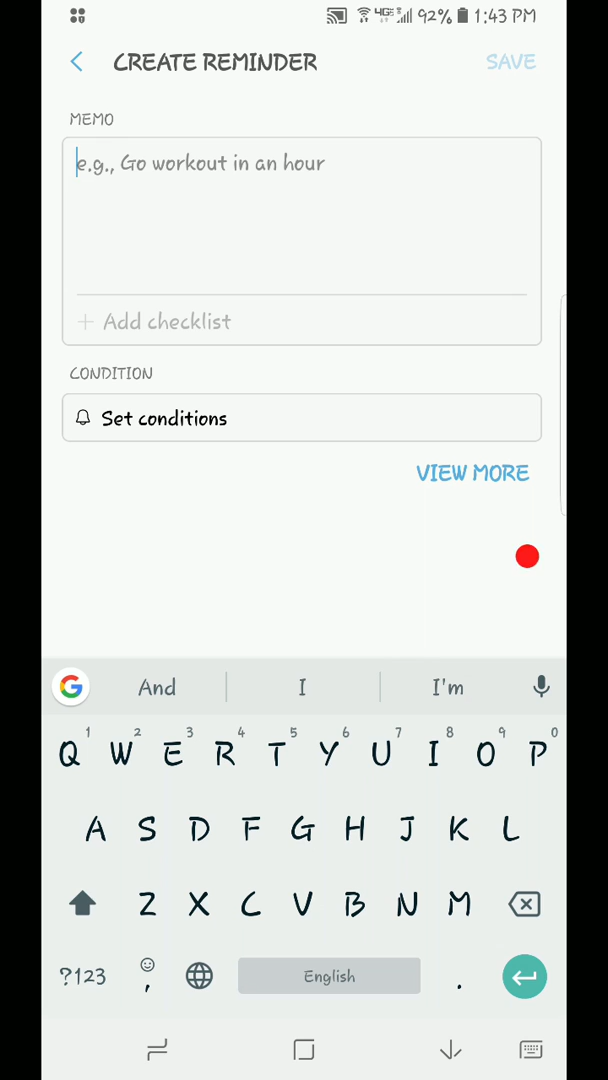 4GE 92% 1:43 PM
CREATE REMINDER SAVE
MEMO
e.g., Go workout in an hour
+ Add checklist
CONDITION
Set conditions
VIEW MORE
G And I I'm
1 2 3 4 5 6 7 8 9 0
Q W E R T Y U I O P
A S D F G H J K L
Z X C V B N M
?123 , English .